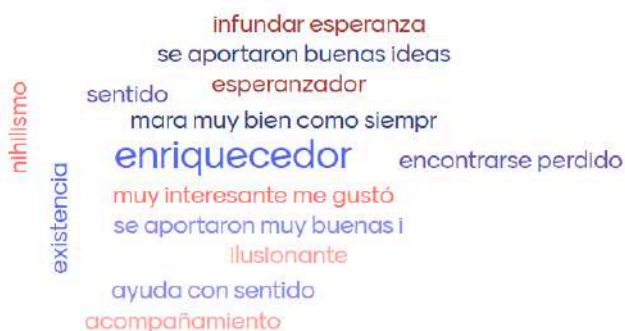 infundar esperanza
se aportaron buenas ideas
esperanzador
sentido
nihilismo
mara muy bien como siempr
enriquecedor
encontrarse perdido
existencia
muy interesante me gustó
se aportaron muy buenas i
ilusionante
ayuda con sentido
acompañamiento